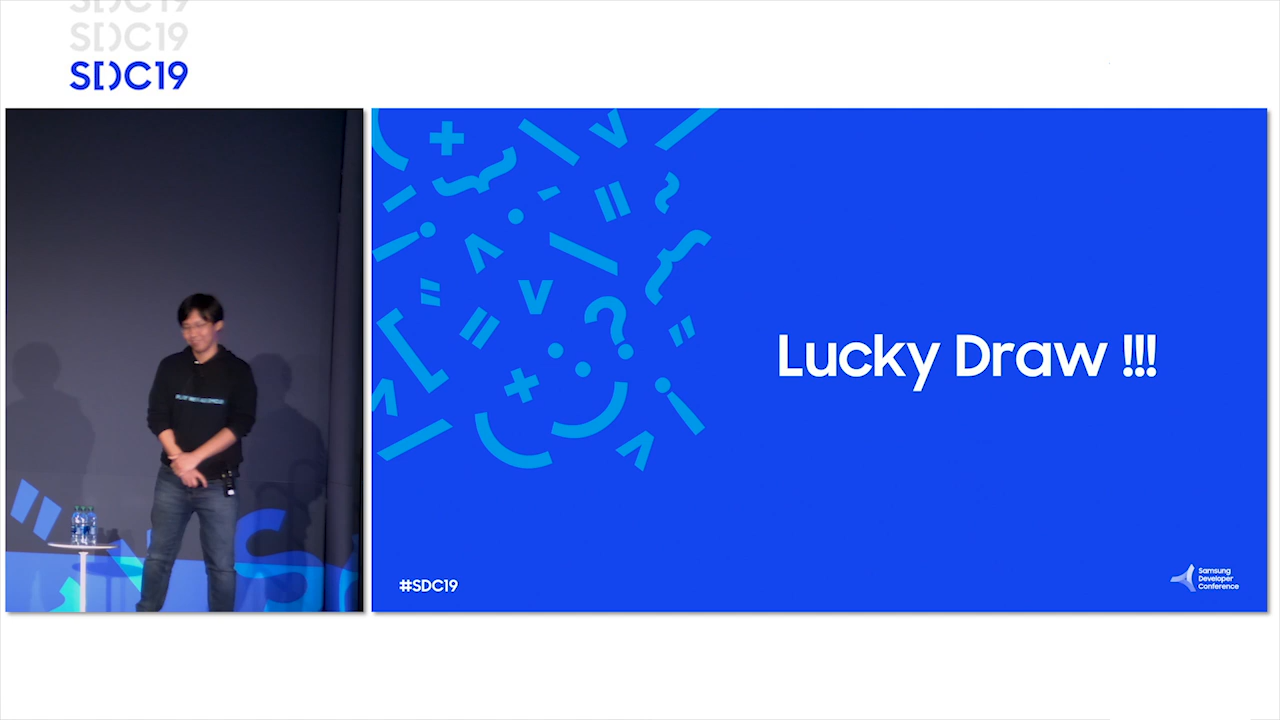 SDC19
SDC19
SDC19
Lucky Draw !!!
#SDC19
Samsung
Developer
Conference